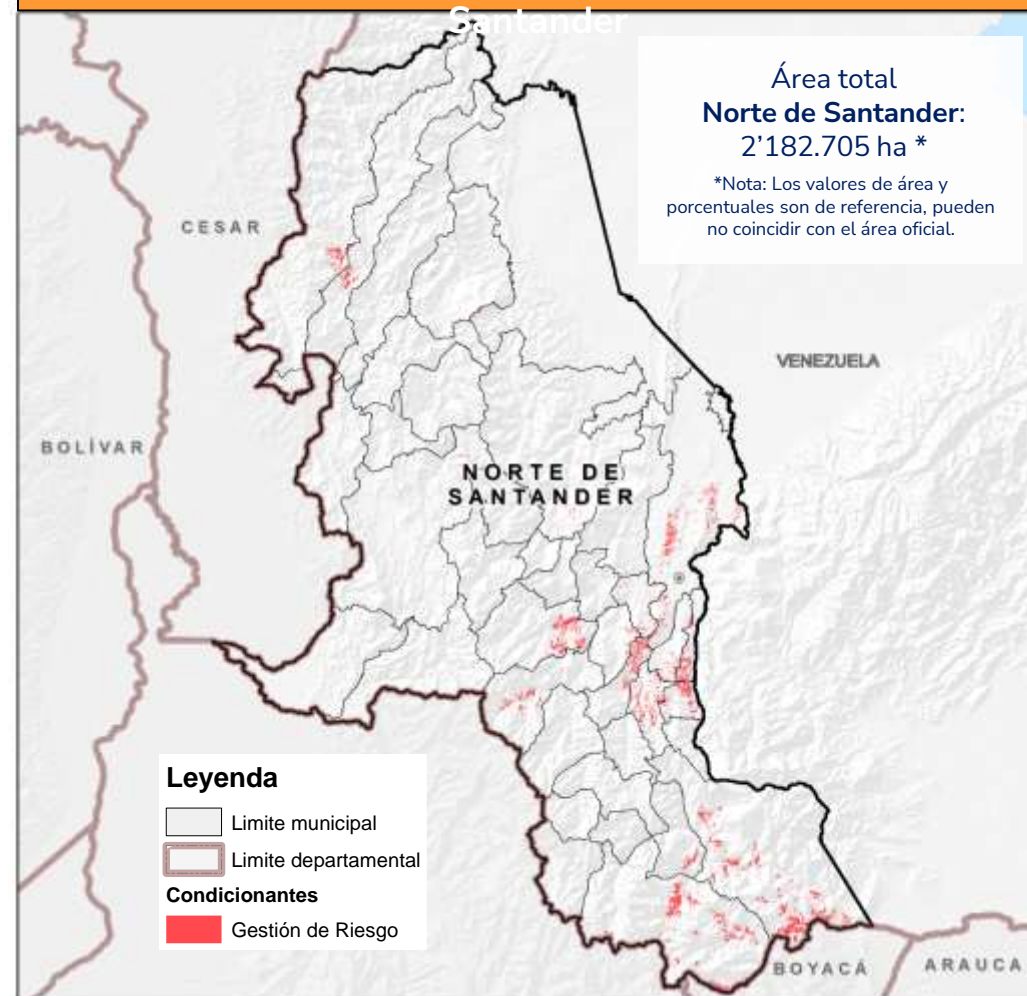 Santander
Área total
Norte de Santander:
2’182.705 ha *
*Nota: Los valores de área y
porcentuales son de referencia, pueden
no coincidir con el área oficial.
CESAR
VENEZUELA
BOLÍVAR
NORTE DE
SANTANDER
Leyenda
Limite municipal
Limite departamental
Condicionantes
Gestión de Riesgo
BOYACÁ
ARAUCA